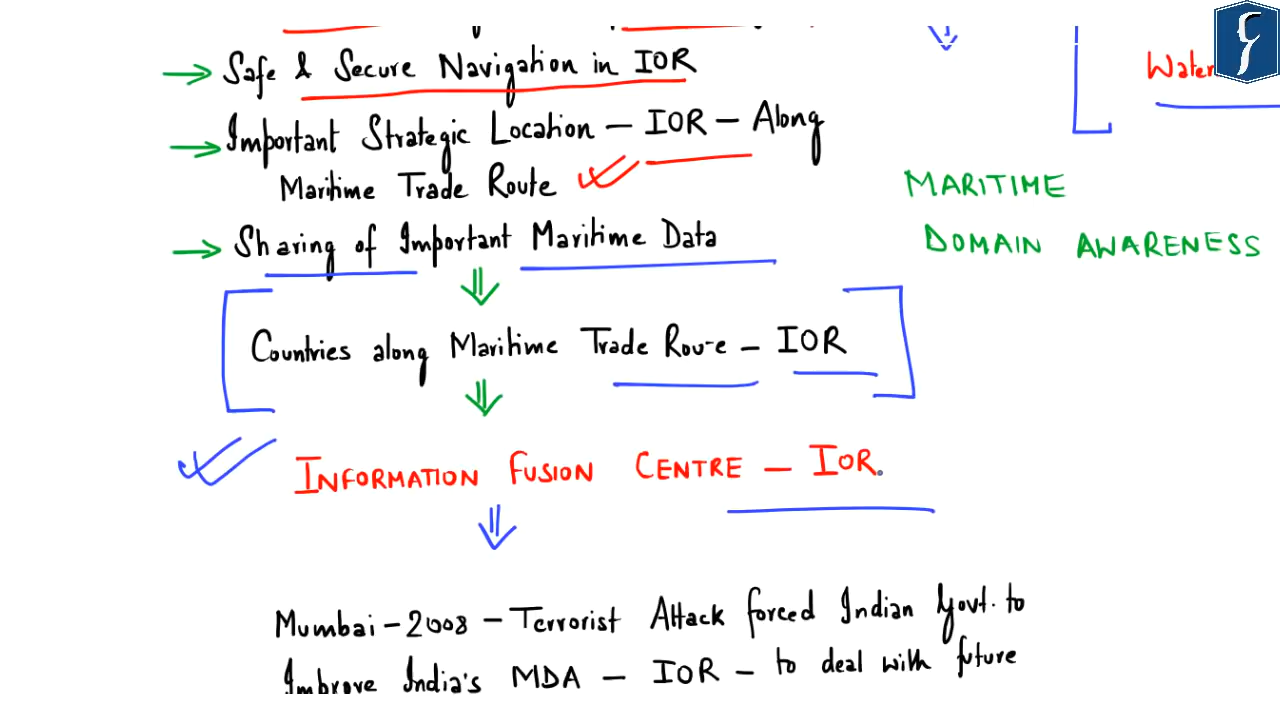 Safe & Secure Navigation in IOR
Important Strategic Location – IOR – Along
Maritime Trade Route
Sharing of Important Maritime Data
Countries along Maritime Trade Route – IOR
INFORMATION FUSION CENTRE – IOR.
Mumbai – 2008 – Terrorist Attack forced Indian Govt. to
Improve India's MDA – IOR – to deal with future
Water
MARITIME
DOMAIN AWARENESS